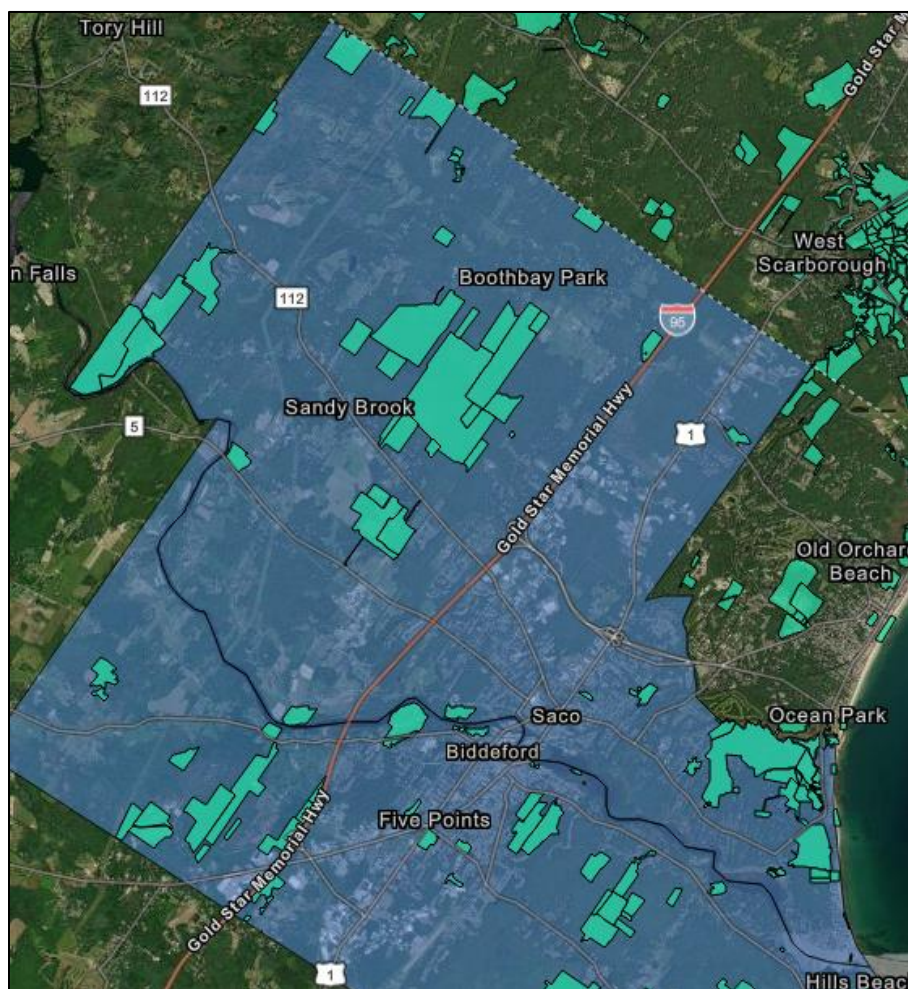 Tory Hill
112
Gold Star M
n Falls
West
Scarborough
112
Boothbay Park
95
Sandy Brook
5
1
Gold Star Memorial Hwy
Old Orchard
Beach
Saco
Ocean Park
Biddeford
Five Points
Gold Star Memorial Hwy
1
Hills Beac